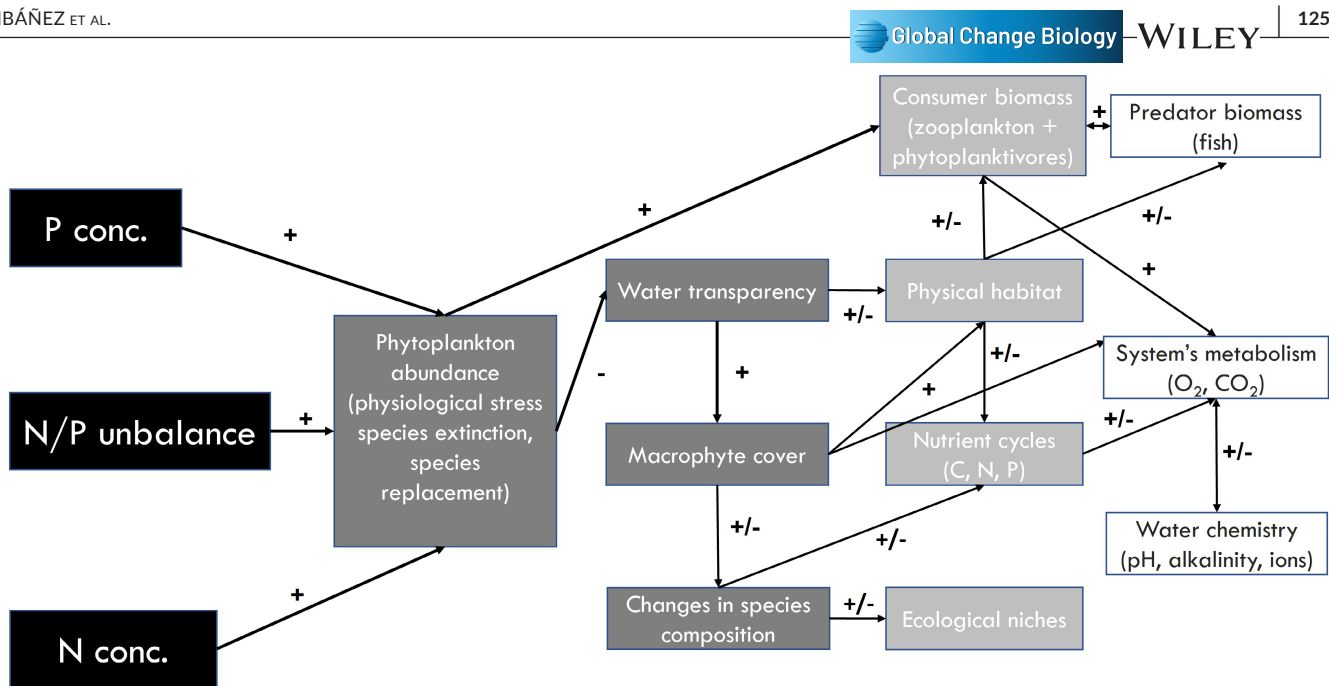 IBÁÑEZ ET AL.
Global Change Biology
WILEY
125
Consumer biomass
(zooplankton +
phytoplanktivores)
+
Predator biomass
(fish)
P conc.
+
+
+/-
+/-
+
Water transparency
+/-
Physical habitat
Phytoplankton
abundance
(physiological stress
species extinction,
species
replacement)
-
+
+/-
+
System's metabolism
(O₂, CO₂)
N/P unbalance
+
Macrophyte cover
Nutrient cycles
(C, N, P)
+/-
+/-
+/-
+/-
Water chemistry
(pH, alkalinity, ions)
N conc.
+
Changes in species
composition
+/-
Ecological niches